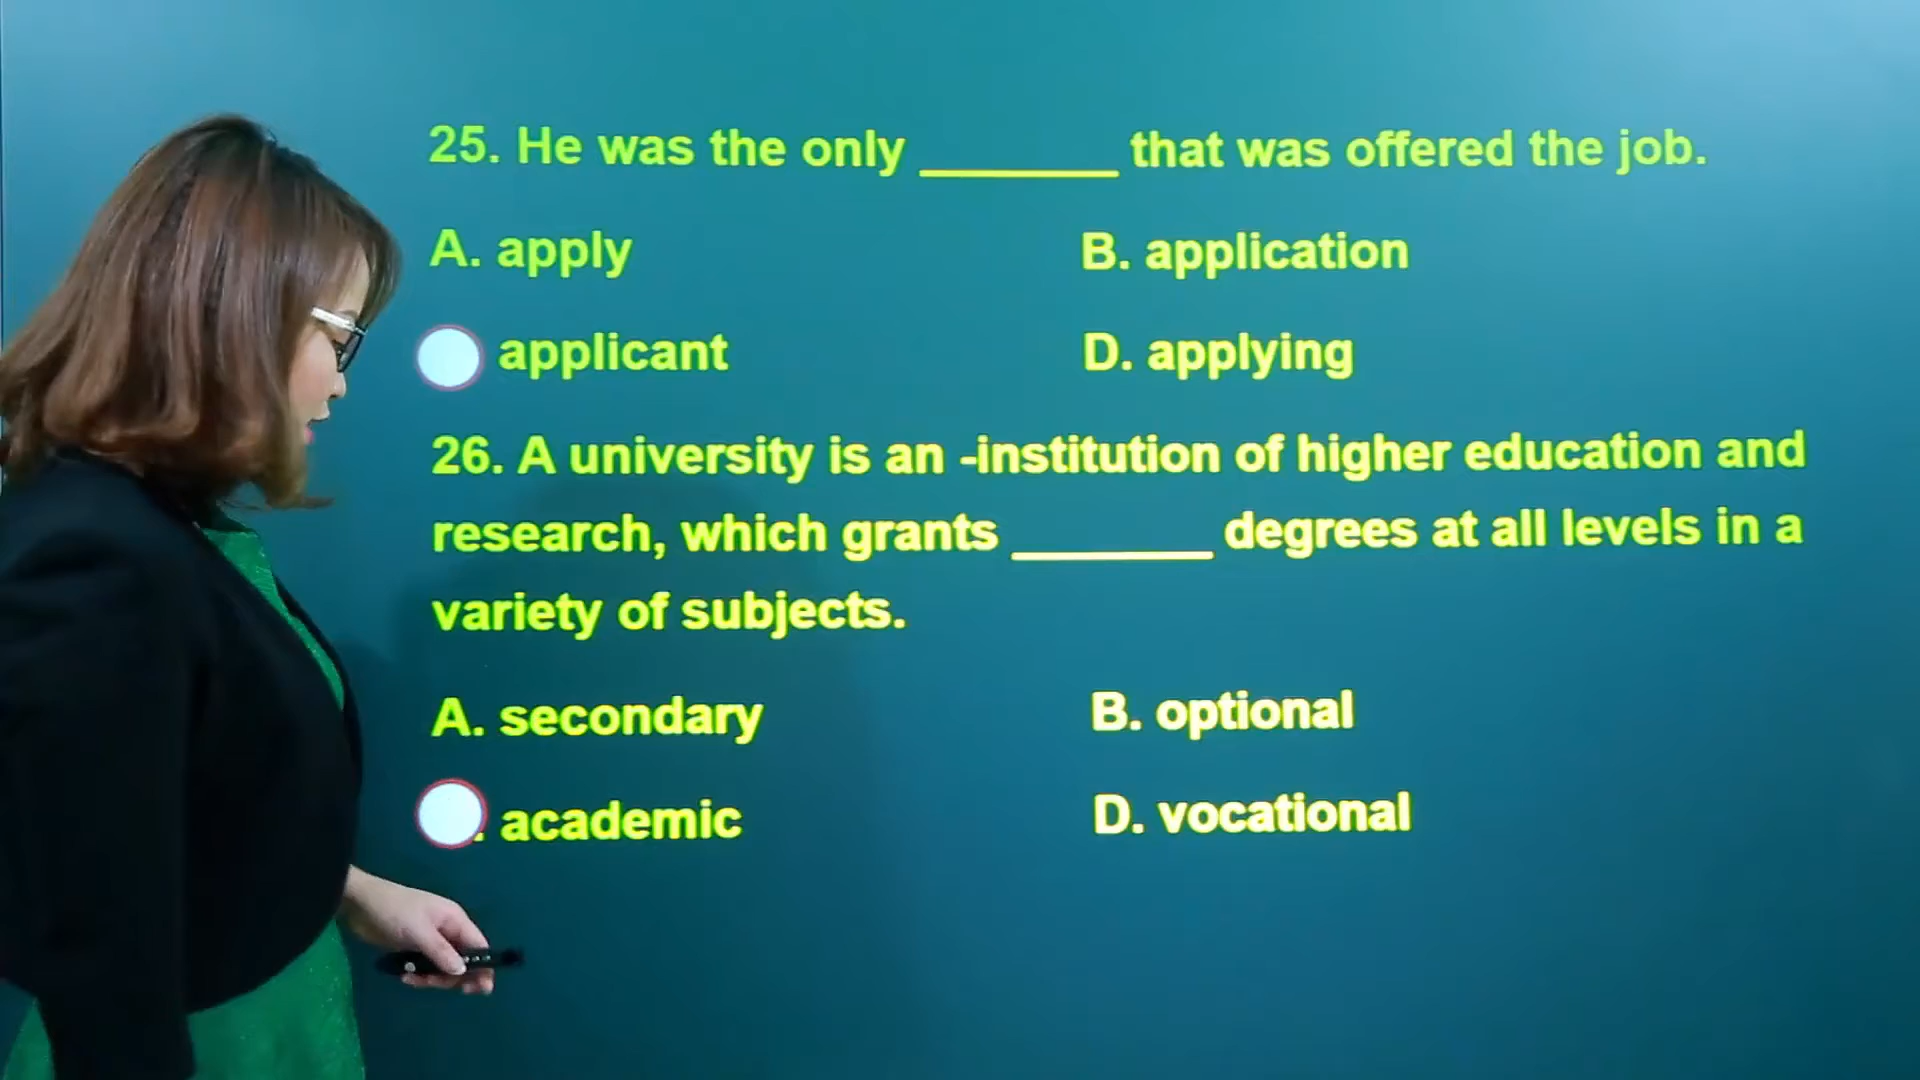 25. He was the only ________ that was offered the job.
A. apply B. application
applicant D. applying
26. A university is an -institution of higher education and
research, which grants ________ degrees at all levels in a
variety of subjects.
A. secondary B. optional
. academic D. vocational